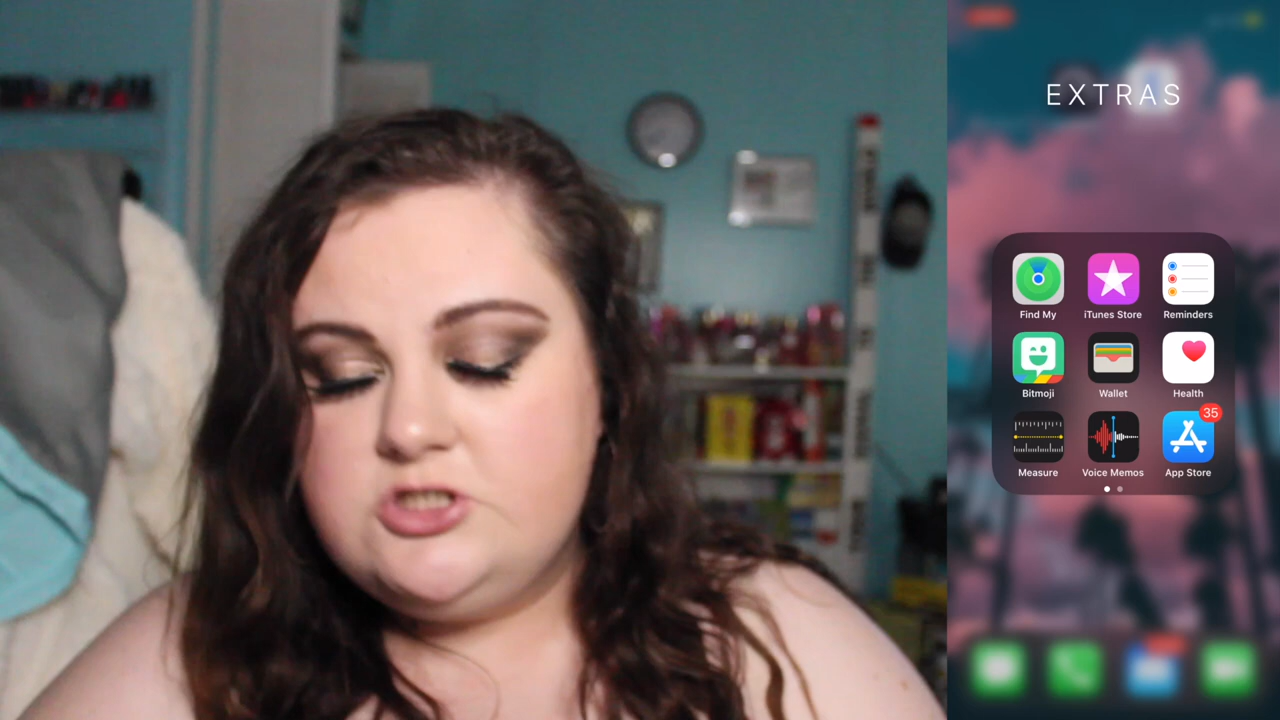 EXTRAS
Find My
iTunes Store
Reminders
Bitmoji
Wallet
Health
35
Measure
Voice Memos
App Store